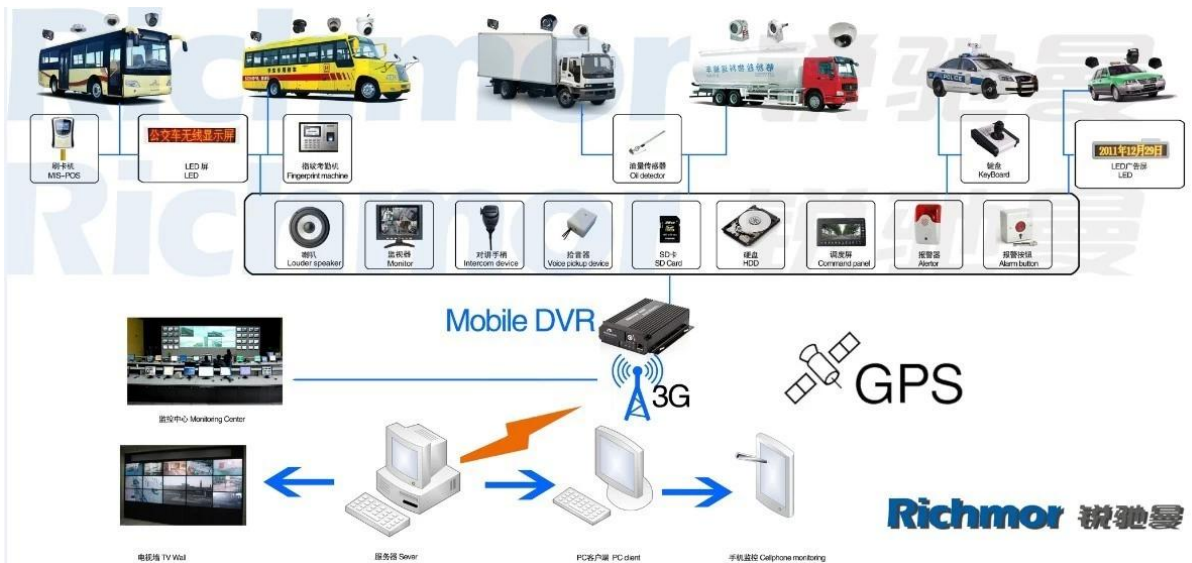 Richmor 锐驰曼
POLICE
刷卡机
MIS-POS
公交车无线显示屏
LED 屏
LED
指纹考勤机
Fingerprint machine
油量传感器
Oil detector
键盘
KeyBoard
2011年12月29日
LED广告屏
LED
Richmor 锐驰曼
喇叭
Louder speaker
监视器
Monitor
对讲手柄
Intercom device
拾音器
Voice pickup device
SD卡
SD Card
硬盘
HDD
调度屏
Command panel
报警器
Alertor
报警按钮
Alarm button
Mobile DVR
3G
GPS
监控中心 Monitoring Center
电视墙 TV Wall
服务器 Sever
PC客户端 PC client
手机监控 Cellphone monitoring
Richmor 锐驰曼